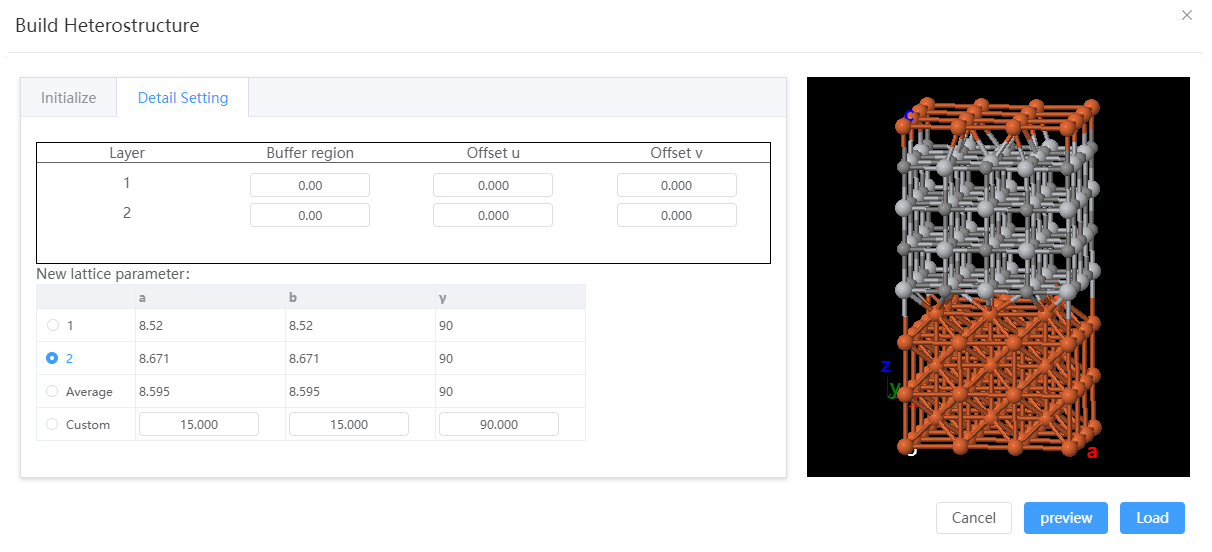 Build Heterostructure
Initialize Detail Setting
Layer Buffer region Offset u Offset v
1 0.00 0.000 0.000
2 0.00 0.000 0.000
New lattice parameter:
a b y
1 8.52 8.52 90
2 8.671 8.671 90
Average 8.595 8.595 90
Custom 15.000 15.000 90.000
c
z
y
a
Cancel preview Load